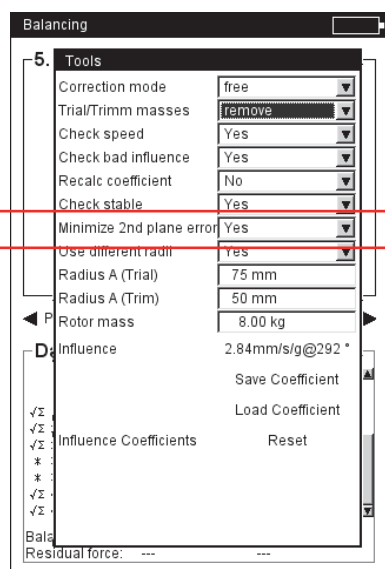 Balancing
5. Tools
Correction mode free
Trial/Trimm masses remove
Check speed Yes
Check bad influence Yes
Recalc coefficient No
Check stable Yes
Minimize 2nd plane error Yes
Use different radii Yes
Radius A (Trial) 75 mm
Radius A (Trim) 50 mm
P Rotor mass 8.00 kg
Influence 2.84mm/s/g@292 °
Save Coefficient
√Σ Load Coefficient
√Σ
√Σ Influence Coefficients Reset
*
*
√Σ
√Σ
Residual force: --- ---